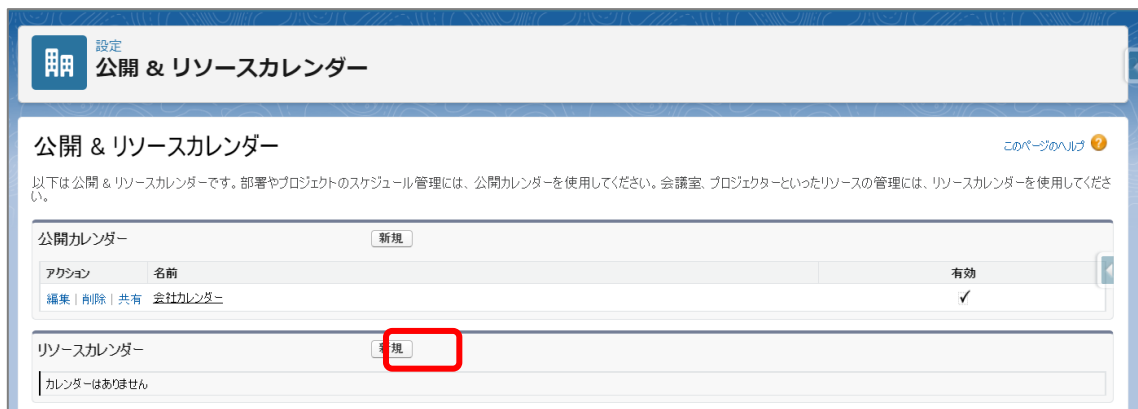 設定
公開 & リソースカレンダー
公開 & リソースカレンダー
このページのヘルプ ?
以下は公開 & リソースカレンダーです。部署やプロジェクトのスケジュール管理には、公開カレンダーを使用してください。会議室、プロジェクターといったリソースの管理には、リソースカレンダーを使用してくださ
い。
公開カレンダー 新規
アクション 名前 有効
編集 | 削除 | 共有 会社カレンダー ✓
リソースカレンダー 新規
カレンダーはありません